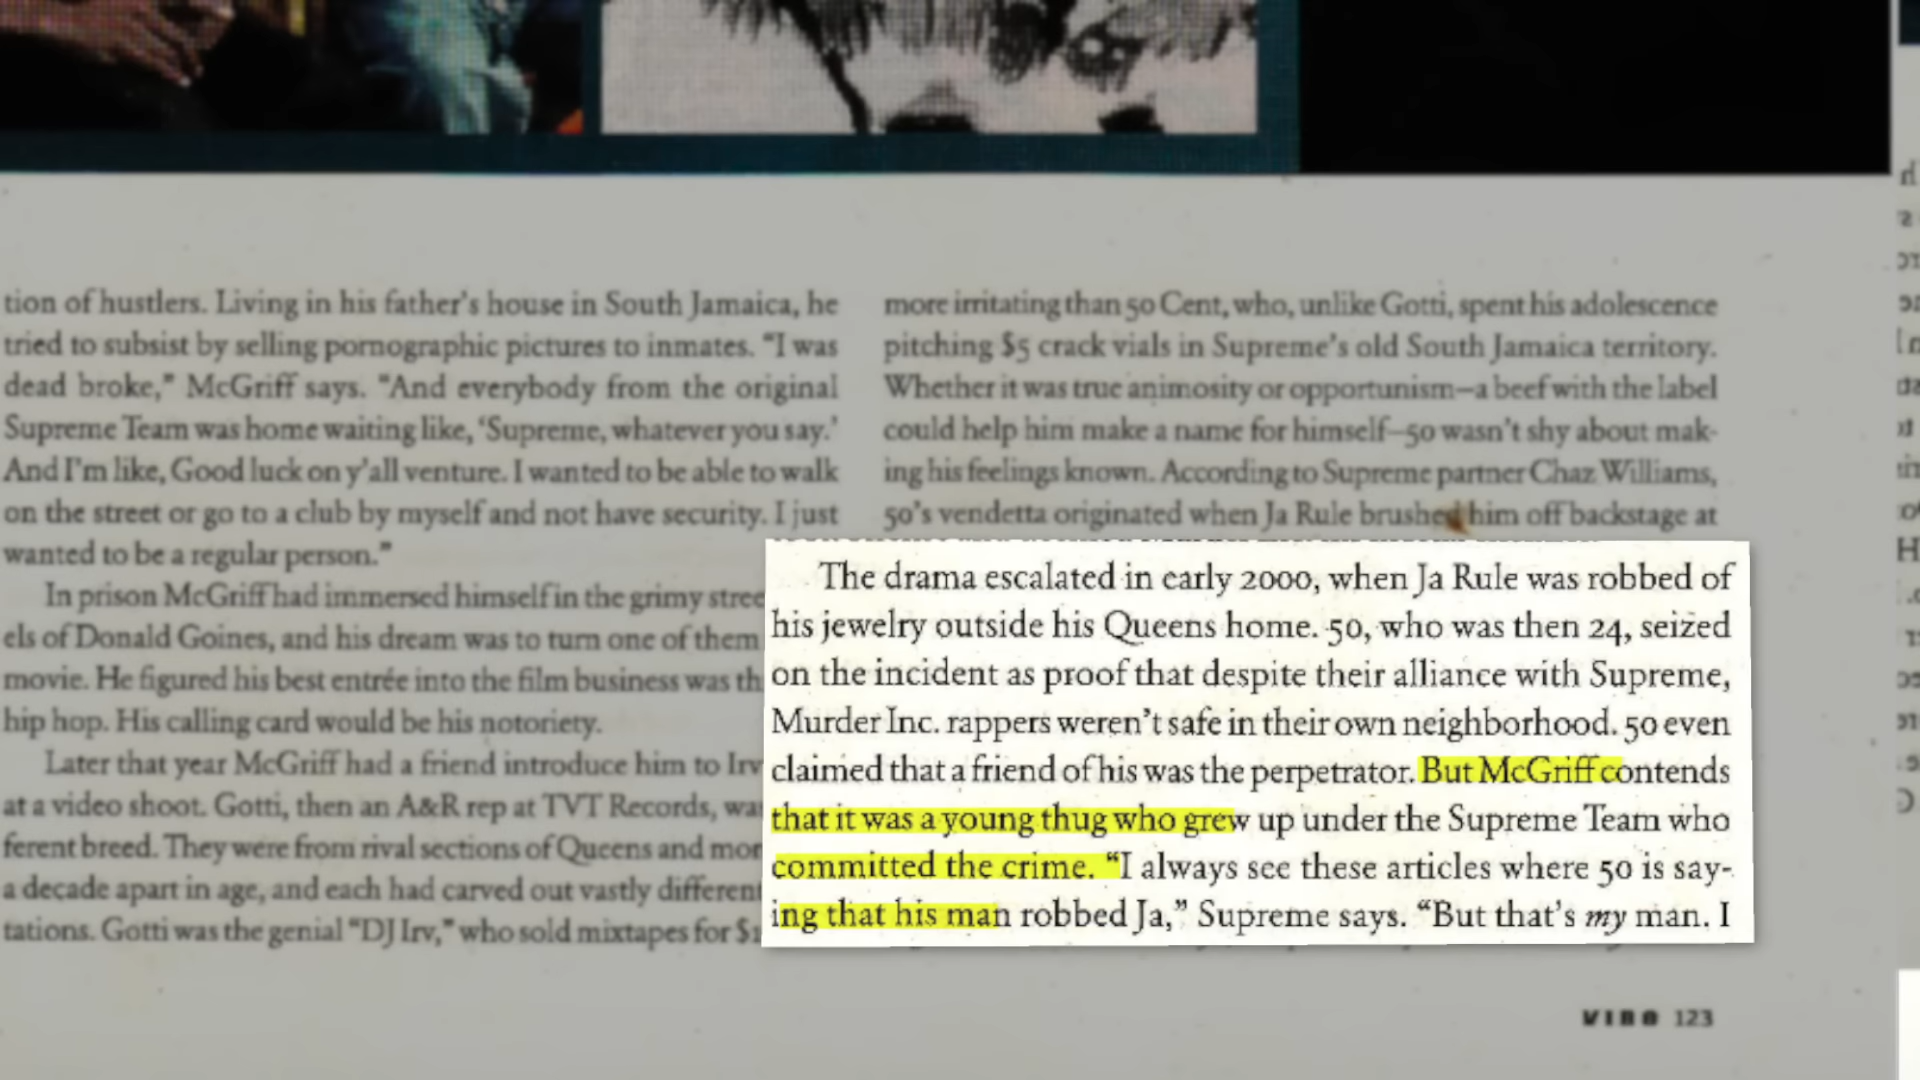 tion of hustlers. Living in his father's house in South Jamaica, he
tried to subsist by selling pornographic pictures to inmates. "I was
dead broke," McGriff says. "And everybody from the original
Supreme Team was home waiting like, 'Supreme, whatever you say.'
And I'm like, Good luck on y'all venture. I wanted to be able to walk
on the street or go to a club by myself and not have security. I just
wanted to be a regular person."
In prison McGriff had immersed himself in the grimy
els of Donald Goines, and his dream was to turn one of them
movie. He figured his best entrée into the film business was
hip hop. His calling card would be his notoriety.
Later that year McGriff had a friend introduce him to Irv
at a video shoot. Gotti, then an A&R rep at TVT Records,
ferent breed. They were from rival sections of Queens and
a decade apart in age, and each had carved out vastly different
tations. Gotti was the genial "DJ Irv," who sold mixtapes for
more irritating than 50 Cent, who, unlike Gotti, spent his adolescence
pitching $5 crack vials in Supreme's old South Jamaica territory.
Whether it was true animosity or opportunism—a beef with the label
could help him make a name for himself—50 wasn't shy about mak-
ing his feelings known. According to Supreme partner Chaz Williams,
50's vendetta originated when Ja Rule brushed him off backstage at
The drama escalated in early 2000, when Ja Rule was robbed of
his jewelry outside his Queens home. 50, who was then 24, seized
on the incident as proof that despite their alliance with Supreme,
Murder Inc. rappers weren't safe in their own neighborhood. 50 even
claimed that a friend of his was the perpetrator. But McGriff contends
that it was a young thug who grew up under the Supreme Team who
committed the crime. "I always see these articles where 50 is say-
ing that his man robbed Ja," Supreme says. "But that's my man. I
VIBE 123